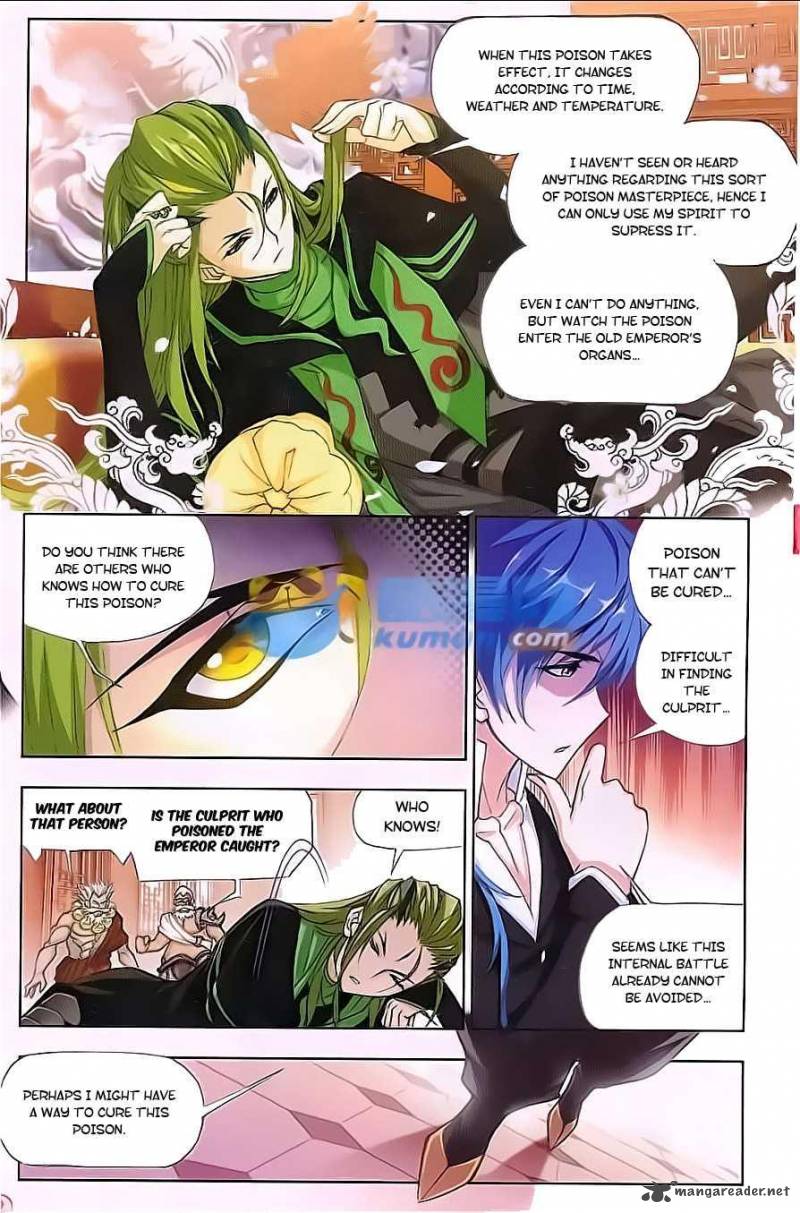 WHEN THIS POISON TAKES
EFFECT, IT CHANGES
ACCORDING TO TIME,
WEATHER AND TEMPERATURE.
I HAVEN'T SEEN OR HEARD
ANYTHING REGARDING THIS SORT
OF POISON MASTERPIECE, HENCE I
CAN ONLY USE MY SPIRIT TO
SUPRESS IT.
EVEN I CAN'T DO ANYTHING,
BUT WATCH THE POISON
ENTER THE OLD EMPEROR'S
ORGANS...
DO YOU THINK THERE
ARE OTHERS WHO
KNOWS HOW TO CURE
THIS POISON?
POISON
THAT CAN'T
BE CURED...
DIFFICULT
IN FINDING
THE
CULPRIT...
WHAT ABOUT
THAT PERSON?
IS THE CULPRIT WHO
POISONED THE
EMPEROR CAUGHT?
WHO
KNOWS!
SEEMS LIKE THIS
INTERNAL BATTLE
ALREADY CANNOT
BE AVOIDED...
PERHAPS I MIGHT HAVE
A WAY TO CURE THIS
POISON.
mangareader.net